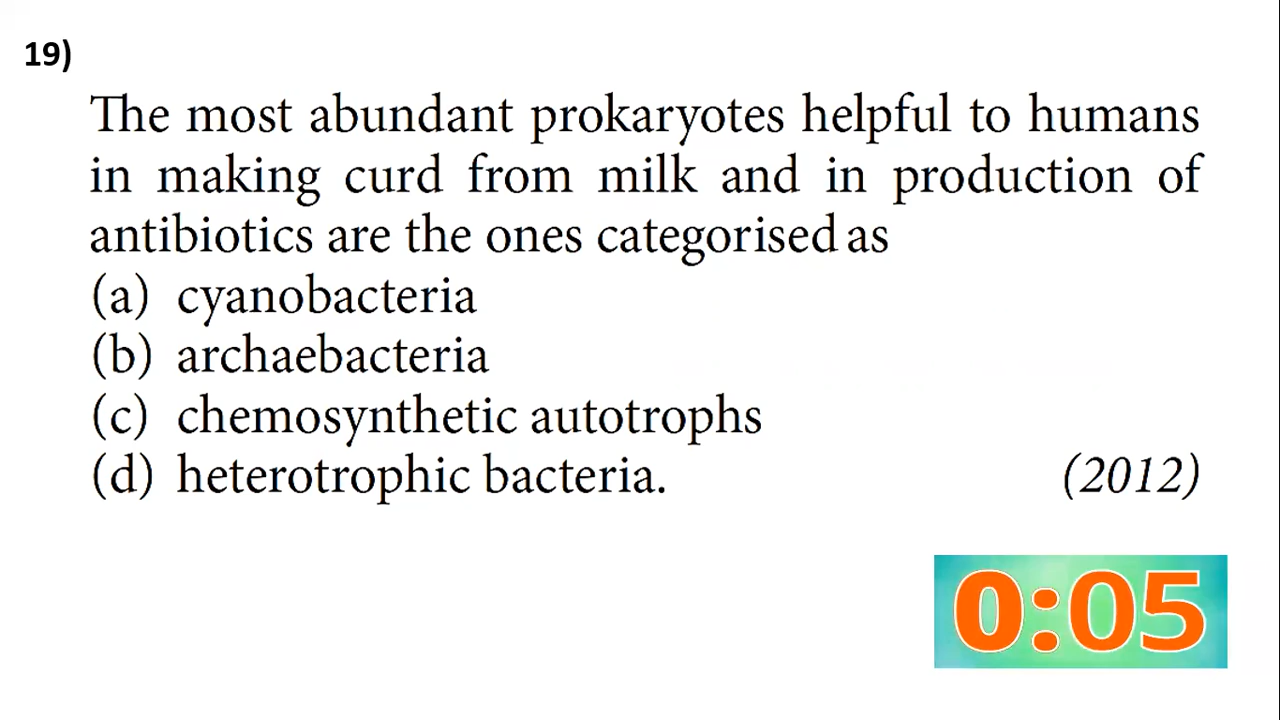 19)
The most abundant prokaryotes helpful to humans
in making curd from milk and in production of
antibiotics are the ones categorised as
(a) cyanobacteria
(b) archaebacteria
(c) chemosynthetic autotrophs
(d) heterotrophic bacteria. (2012)
0:05